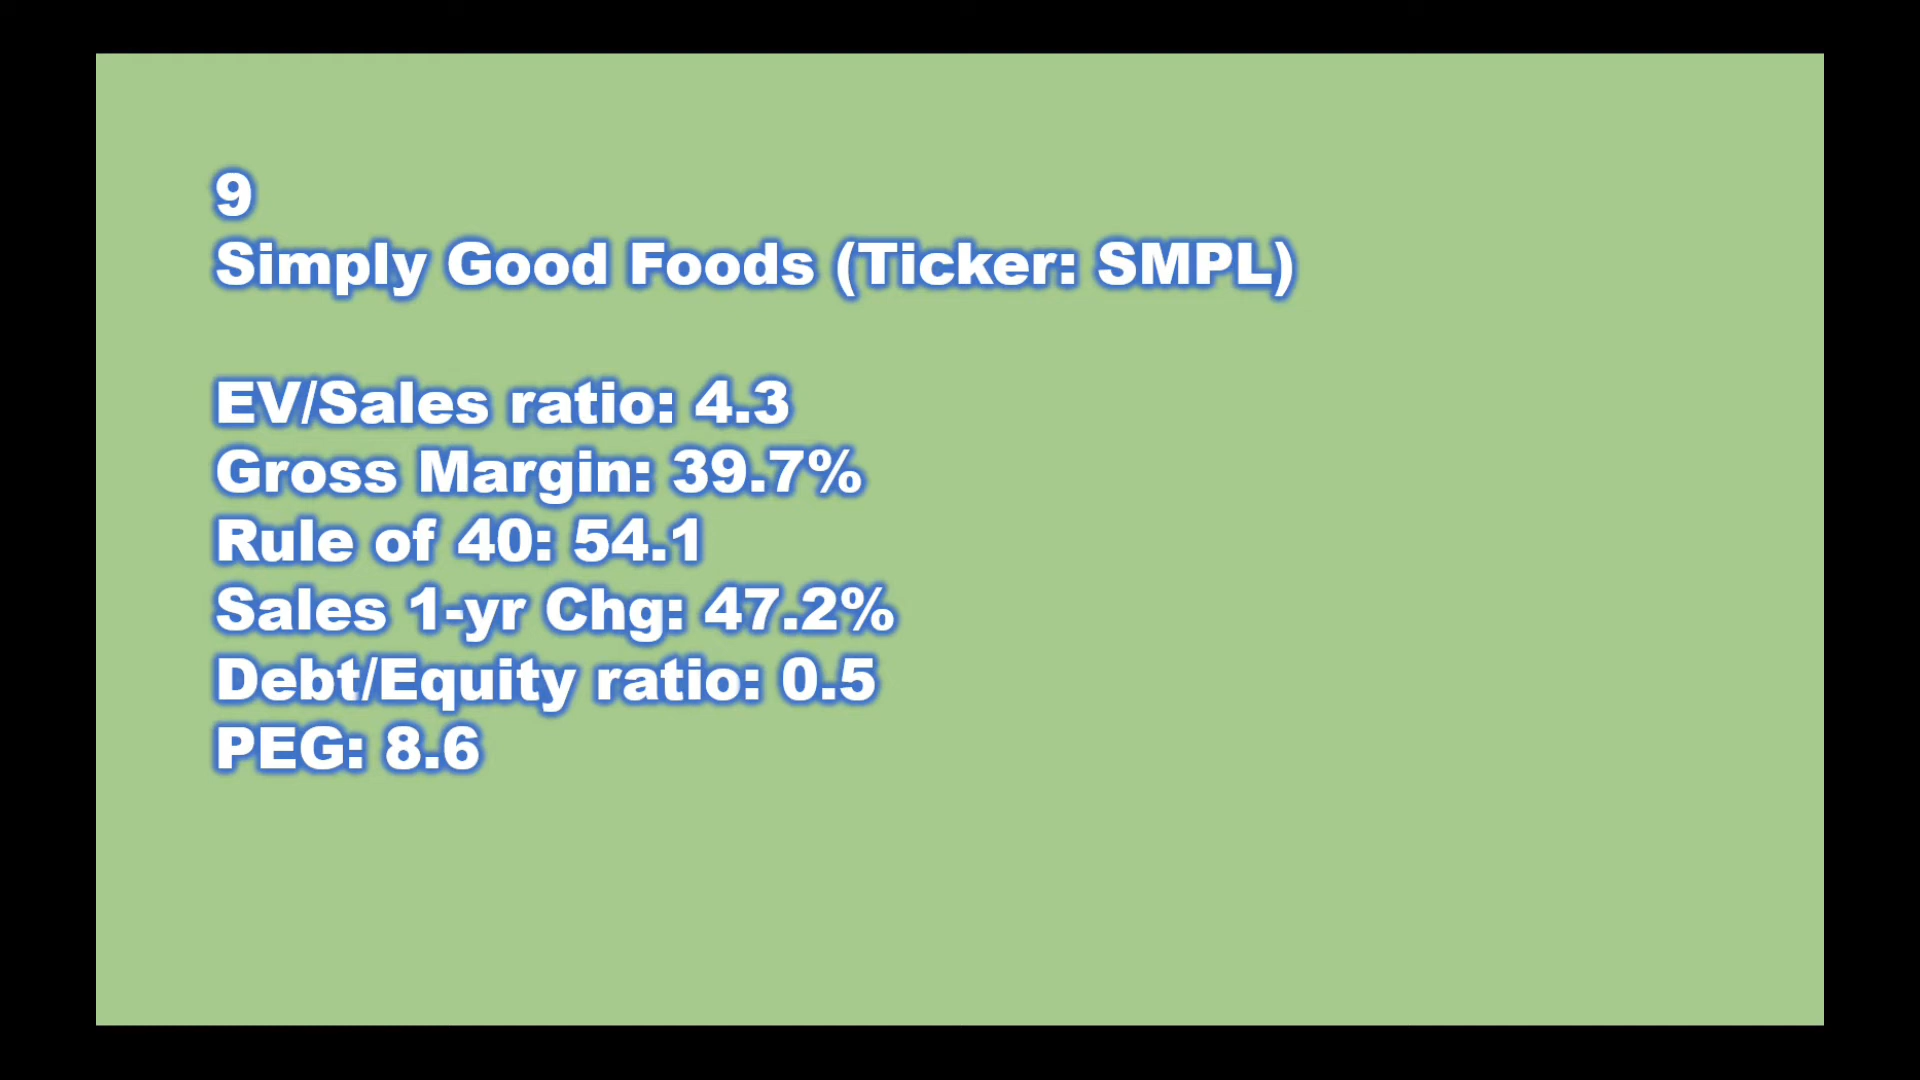 9
Simply Good Foods (Ticker: SMPL)
EV/Sales ratio: 4.3
Gross Margin: 39.7%
Rule of 40: 54.1
Sales 1-yr Chg: 47.2%
Debt/Equity ratio: 0.5
PEG: 8.6